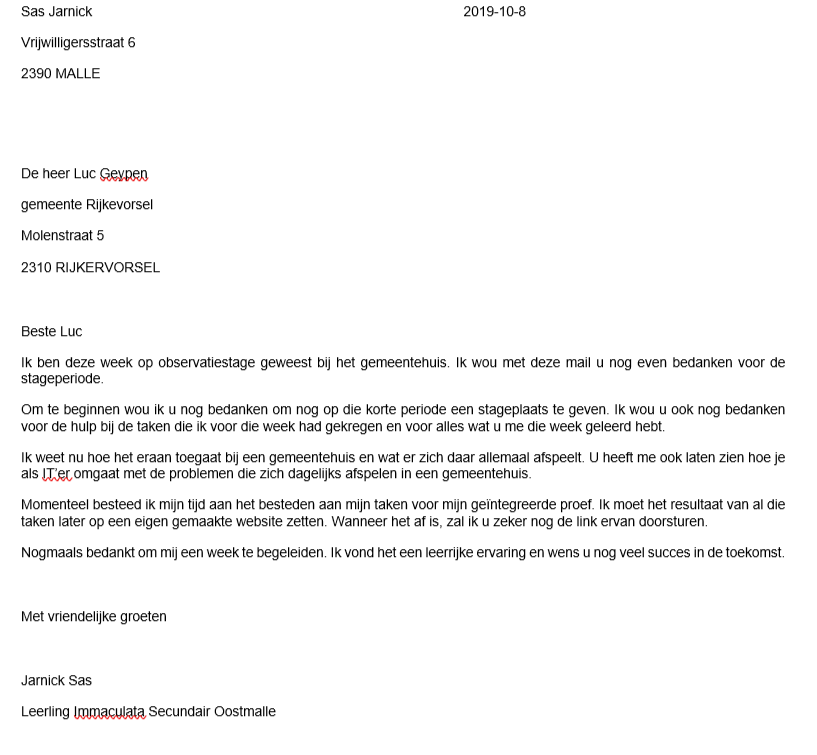 Sas Jarnick 2019-10-8
Vrijwilligersstraat 6
2390 MALLE
De heer Luc Geypen
gemeente Rijkevorsel
Molenstraat 5
2310 RIJKERVORSEL
Beste Luc
Ik ben deze week op observatiestage geweest bij het gemeentehuis. Ik wou met deze mail u nog even bedanken voor de
stageperiode.
Om te beginnen wou ik u nog bedanken om nog op die korte periode een stageplaats te geven. Ik wou u ook nog bedanken
voor de hulp bij de taken die ik voor die week had gekregen en voor alles wat u me die week geleerd hebt.
Ik weet nu hoe het eraan toegaat bij een gemeentehuis en wat er zich daar allemaal afspeelt. U heeft me ook laten zien hoe je
als IT'er omgaat met de problemen die zich dagelijks afspelen in een gemeentehuis.
Momenteel besteed ik mijn tijd aan het besteden aan mijn taken voor mijn geïntegreerde proef. Ik moet het resultaat van al die
taken later op een eigen gemaakte website zetten. Wanneer het af is, zal ik u zeker nog de link ervan doorsturen.
Nogmaals bedankt om mij een week te begeleiden. Ik vond het een leerrijke ervaring en wens u nog veel succes in de toekomst.
Met vriendelijke groeten
Jarnick Sas
Leerling Immaculata Secundair Oostmalle